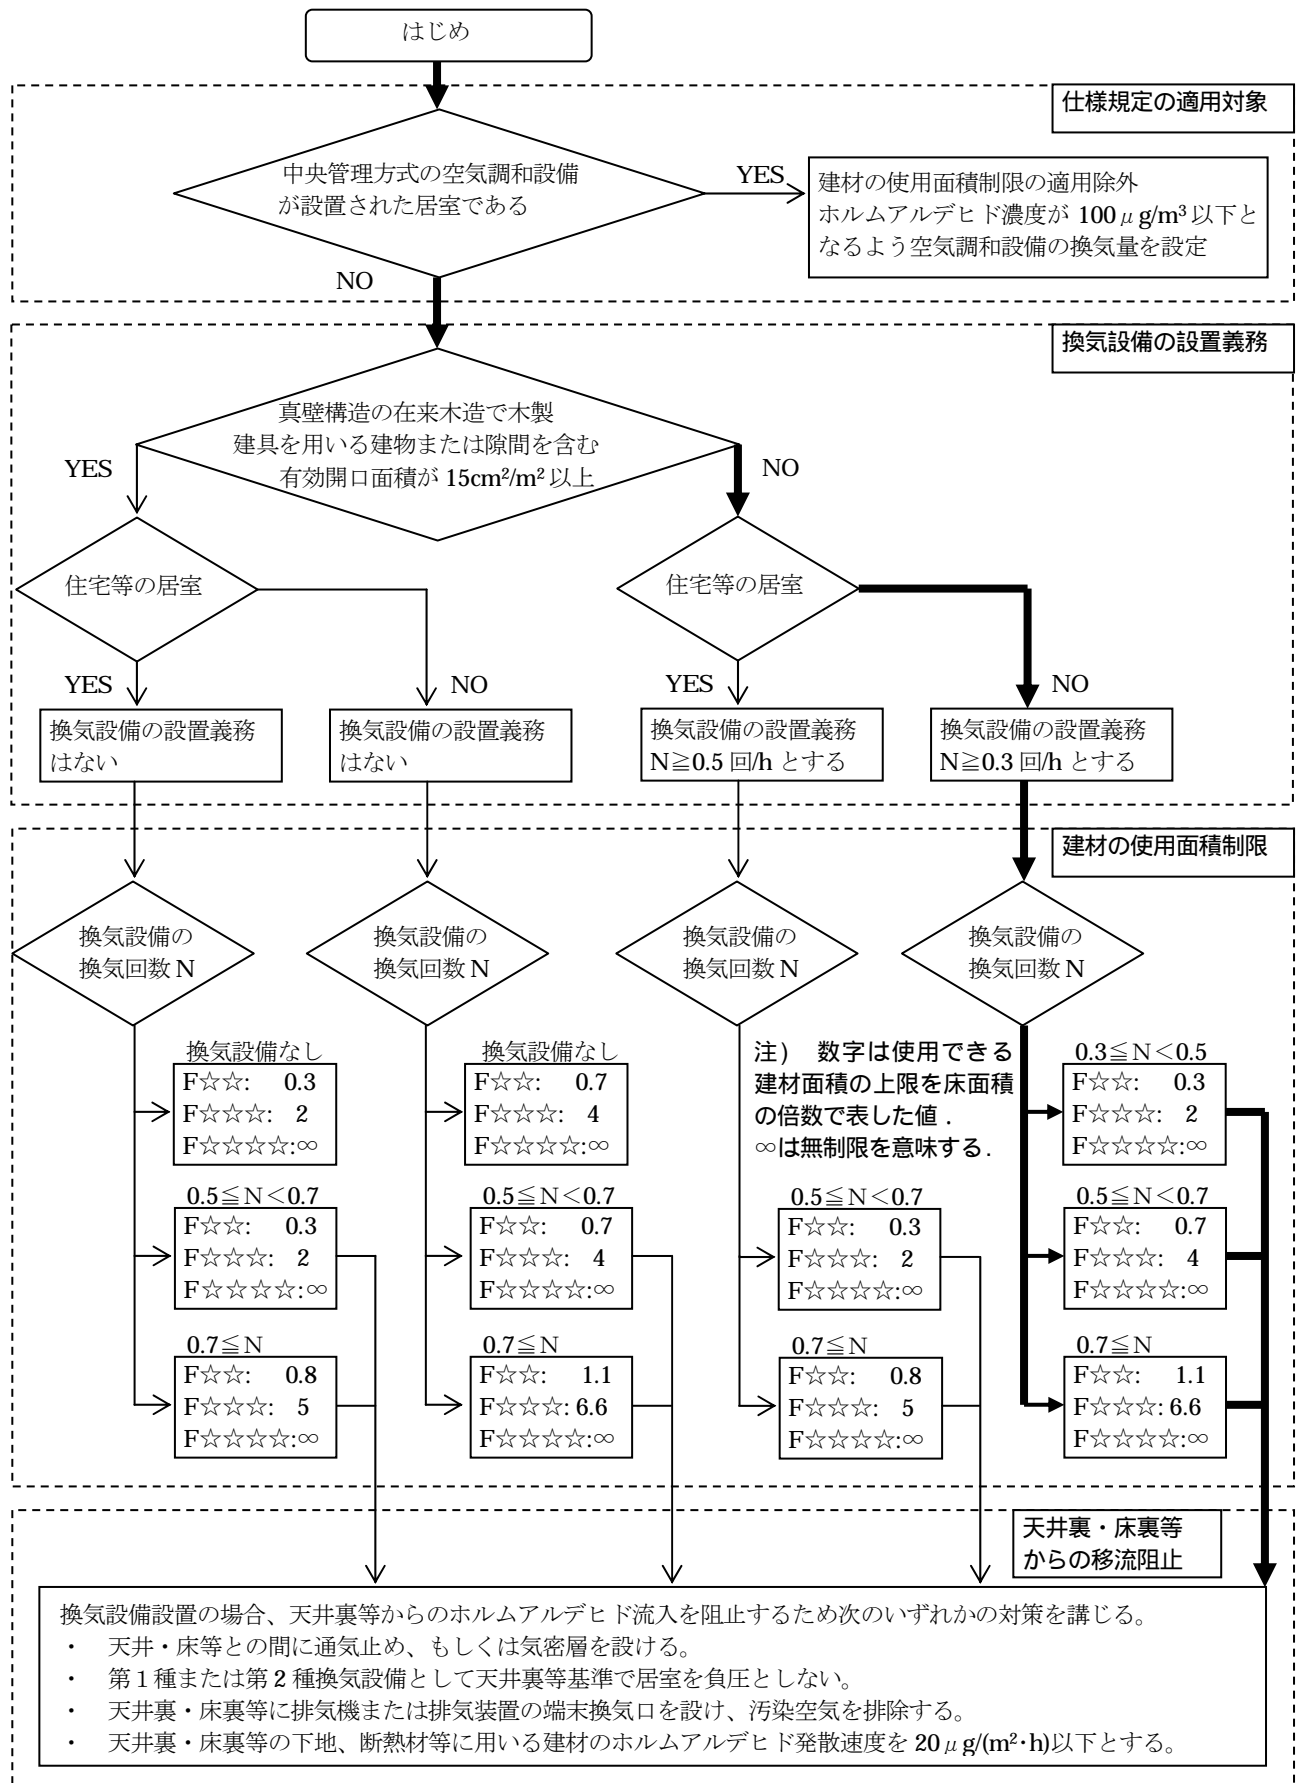 はじめ
仕様規定の適用対象
中央管理方式の空気調和設備
が設置された居室である
YES
建材の使用面積制限の適用除外
ホルムアルデヒド濃度が 100μg/m³以下と
なるよう空気調和設備の換気量を設定
NO
換気設備の設置義務
真壁構造の在来木造で木製
建具を用いる建物または隙間を含む
有効開口面積が 15cm²/m²以上
YES
NO
住宅等の居室
住宅等の居室
YES
NO
YES
NO
換気設備の設置義務
はない
換気設備の設置義務
はない
換気設備の設置義務
N≧0.5 回/h とする
換気設備の設置義務
N≧0.3 回/h とする
建材の使用面積制限
換気設備の
換気回数 N
換気設備の
換気回数 N
換気設備の
換気回数 N
換気設備の
換気回数 N
換気設備なし
F☆☆: 0.3
F☆☆☆: 2
F☆☆☆☆:∞
0.5≦N<0.7
F☆☆: 0.3
F☆☆☆: 2
F☆☆☆☆:∞
0.7≦N
F☆☆: 0.8
F☆☆☆: 5
F☆☆☆☆:∞
換気設備なし
F☆☆: 0.7
F☆☆☆: 4
F☆☆☆☆:∞
0.5≦N<0.7
F☆☆: 0.7
F☆☆☆: 4
F☆☆☆☆:∞
0.7≦N
F☆☆: 1.1
F☆☆☆: 6.6
F☆☆☆☆:∞
注) 数字は使用できる
建材面積の上限を床面積
の倍数で表した値．
∞は無制限を意味する．
0.5≦N<0.7
F☆☆: 0.3
F☆☆☆: 2
F☆☆☆☆:∞
0.7≦N
F☆☆: 0.8
F☆☆☆: 5
F☆☆☆☆:∞
0.3≦N<0.5
F☆☆: 0.3
F☆☆☆: 2
F☆☆☆☆:∞
0.5≦N<0.7
F☆☆: 0.7
F☆☆☆: 4
F☆☆☆☆:∞
0.7≦N
F☆☆: 1.1
F☆☆☆: 6.6
F☆☆☆☆:∞
天井裏・床裏等
からの移流阻止
換気設備設置の場合、天井裏等からのホルムアルデヒド流入を阻止するため次のいずれかの対策を講じる。
・ 天井・床等との間に通気止め、もしくは気密層を設ける。
・ 第１種または第 2 種換気設備として天井裏等基準で居室を負圧としない。
・ 天井裏・床裏等に排気機または排気装置の端末換気口を設け、汚染空気を排除する。
・ 天井裏・床裏等の下地、断熱材等に用いる建材のホルムアルデヒド発散速度を 20μg/(m²･h)以下とする。